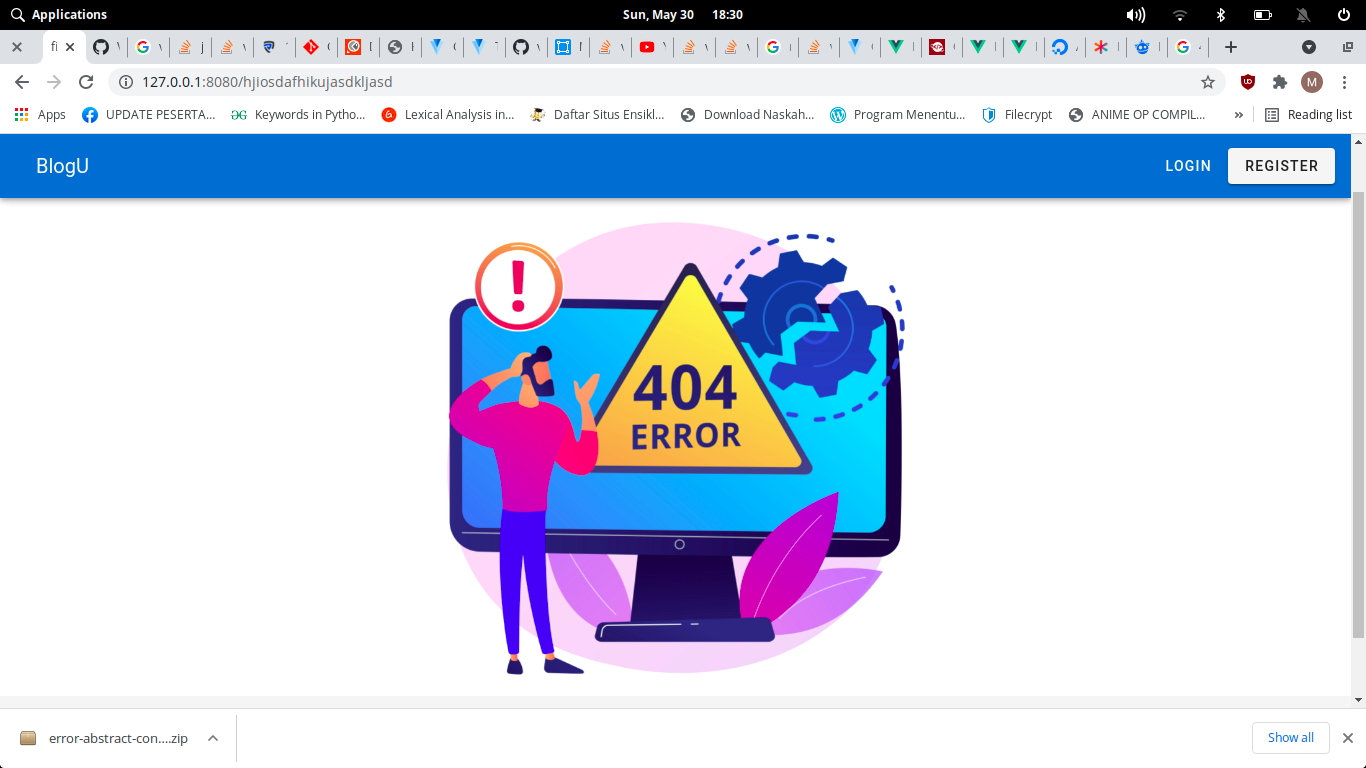 Applications
Sun, May 30 18:30
fi
127.0.0.1:8080/hjiosdafhikujasdkljasd
M
Apps
UPDATE PESERTA...
Keywords in Pytho...
Lexical Analysis in...
Daftar Situs Ensikl...
Download Naskah...
Program Menentu...
Filecrypt
ANIME OP COMPIL...
»
Reading list
BlogU
LOGIN
REGISTER
!
404
ERROR
error-abstract-con....zip
Show all